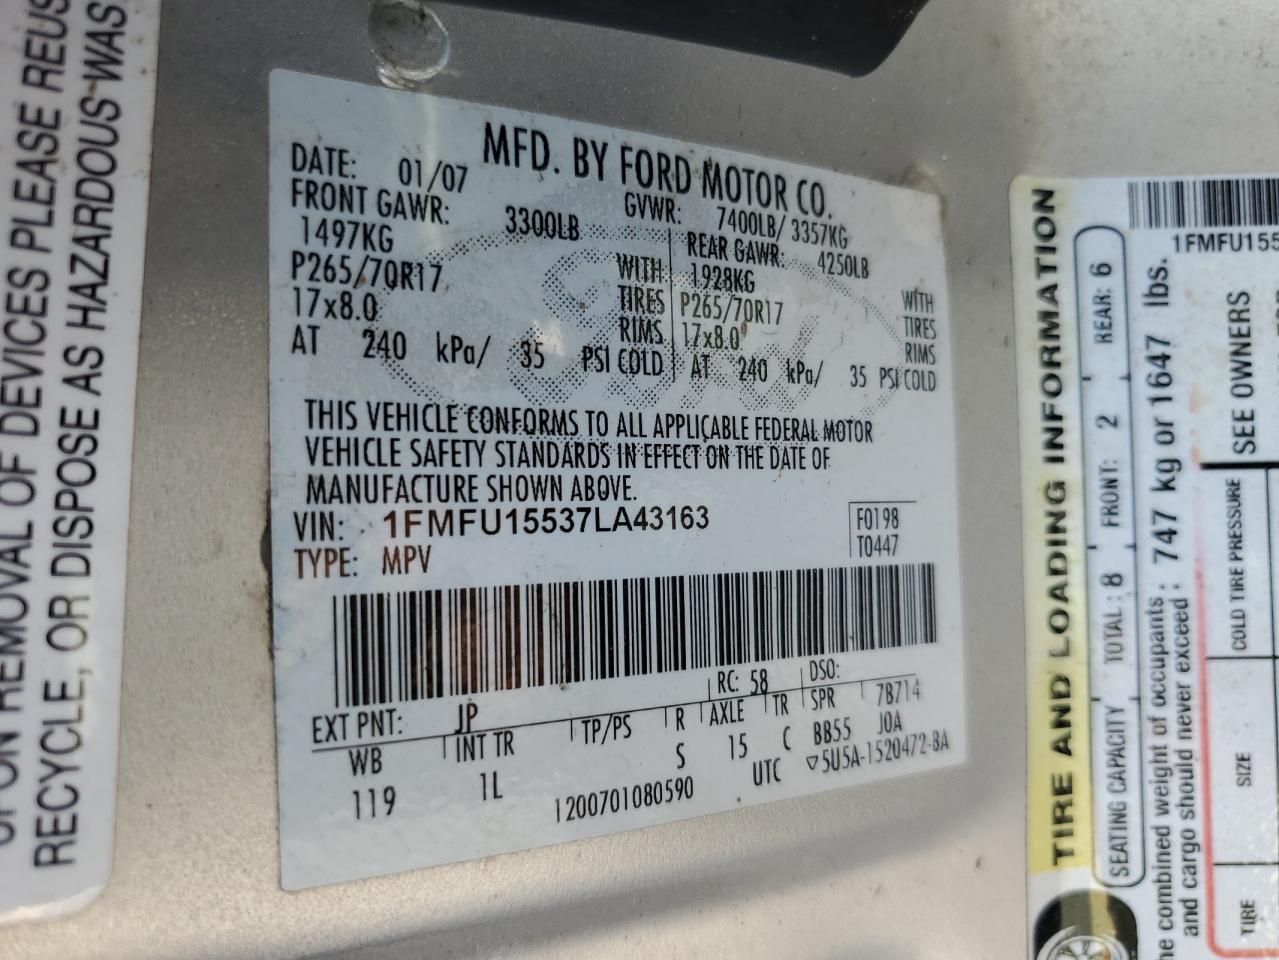 UPON REMOVAL OF DEVICES PLEASE REUS
RECYCLE, OR DISPOSE AS HAZARDOUS WAS
MFD. BY FORD MOTOR CO.
DATE: 01/07 GVWR: 7400LB/ 3357KG
FRONT GAWR: 3300LB REAR GAWR: 4250LB
1497KG WITH 1928KG WITH
P265/70R17 TIRES P265/70R17 TIRES
17x8.0 RIMS 17x8.0 RIMS
AT 240 kPa/ 35 PSI COLD AT 240 kPa/ 35 PSI COLD
THIS VEHICLE CONFORMS TO ALL APPLICABLE FEDERAL MOTOR
VEHICLE SAFETY STANDARDS IN EFFECT ON THE DATE OF
MANUFACTURE SHOWN ABOVE.
VIN: 1FMFU15537LA43163 F0198
TYPE: MPV T0447
EXT PNT: JP RC: 58 DSO:
WB INT TR TP/PS R AXLE TR SPR 7B714
119 1L S 15 C BB55 J0A
1200701080590 UTC ▽5U5A-1520472-BA
TIRE AND LOADING INFORMATION
SEATING CAPACITY TOTAL: 8 FRONT: 2 REAR: 6
he combined weight of occupants
and cargo should never exceed: 747 kg or 1647 lbs.
TIRE SIZE COLD TIRE PRESSURE SEE OWNERS
1FMFU155